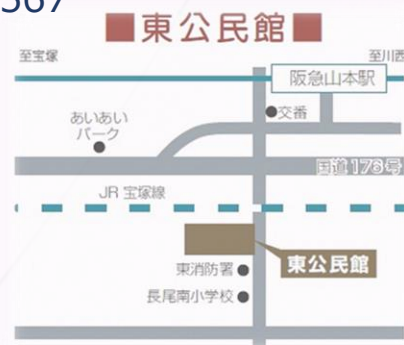 567
■東公民館■
至宝塚
至川西
阪急山本駅
●交番
あいあい
パーク
国道176号
JR 宝塚線
東公民館
東消防署
長尾南小学校